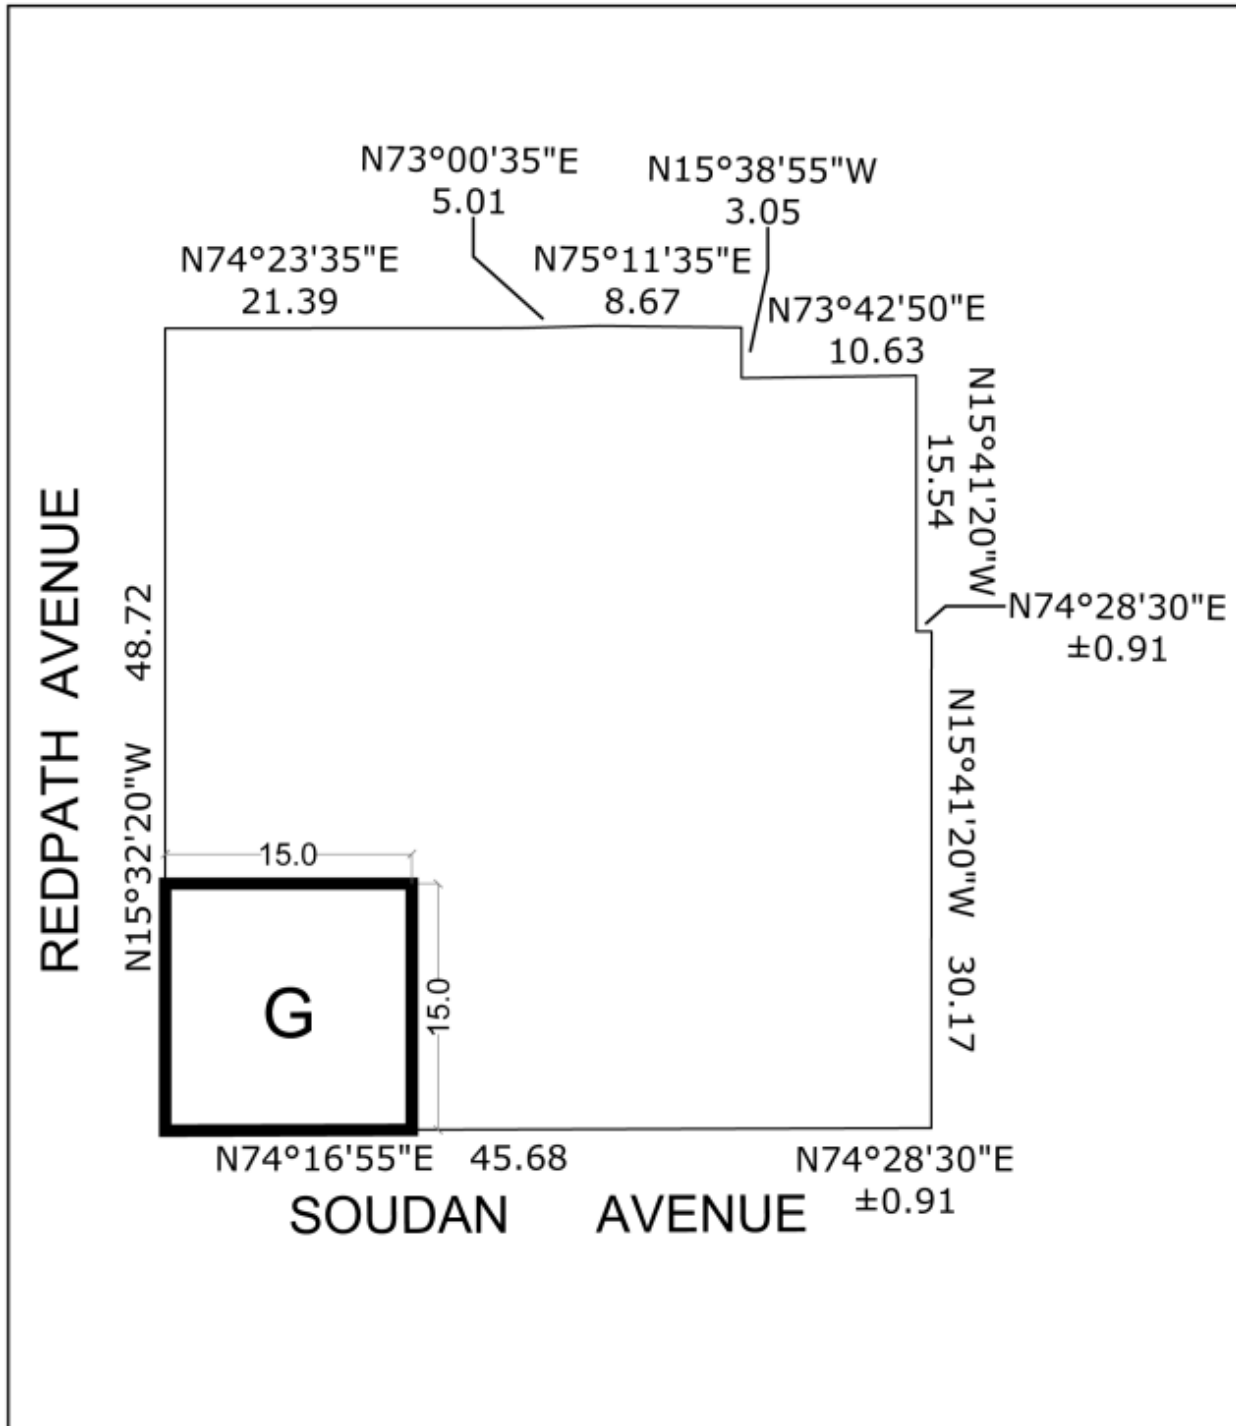 N73°00'35"E
5.01
N15°38'55"W
3.05
N74°23'35"E
21.39
N75°11'35"E
8.67
N73°42'50"E
10.63
N15°41'20"W
15.54
N74°28'30"E
±0.91
REDPATH AVENUE
N15°32'20"W 48.72
15.0
G
15.0
N15°41'20"W 30.17
N74°16'55"E 45.68
N74°28'30"E
±0.91
SOUDAN AVENUE